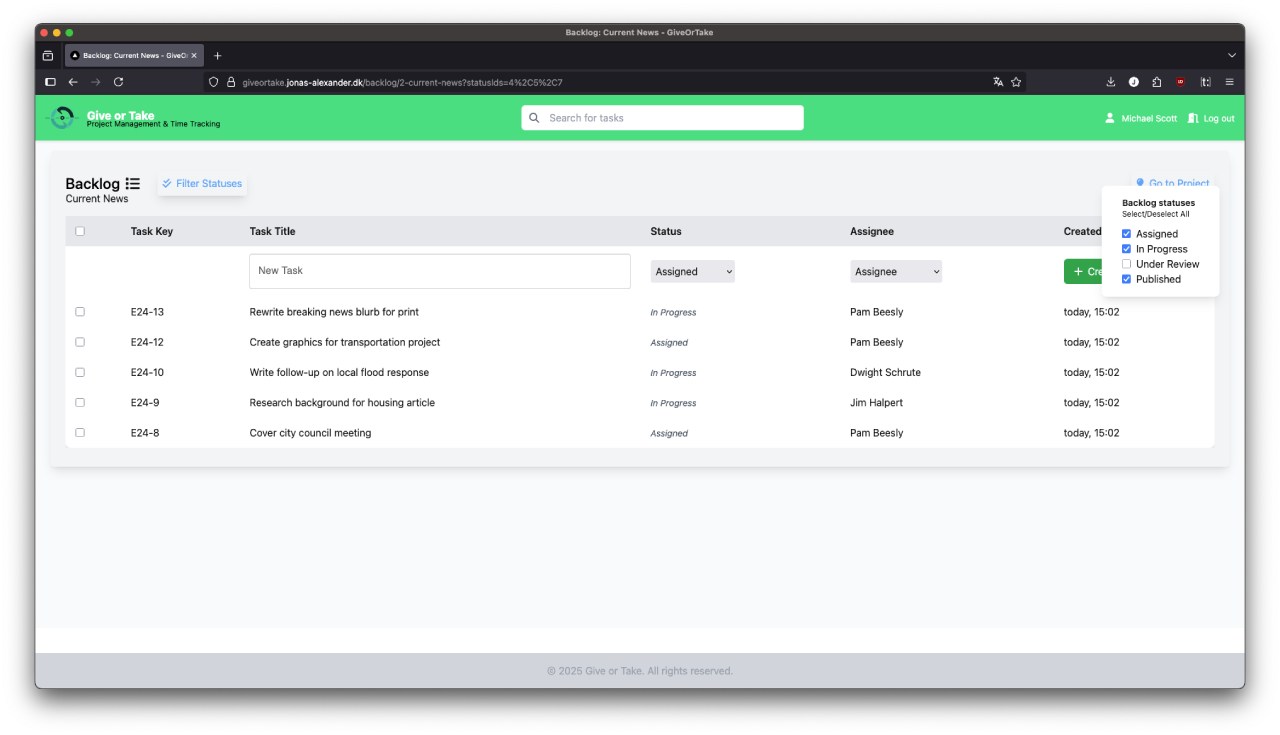 Backlog: Current News - GiveOrTake
Backlog: Current News - GiveO
giveortake.jonas-alexander.dk/backlog/2-current-news?statusIds=4%2C5%2C7
Give or Take
Project Management & Time Tracking
Search for tasks
Michael Scott
Log out
Backlog
Current News
Filter Statuses
Go to Project
Backlog statuses
Select/Deselect All
Assigned
In Progress
Under Review
Published
Task Key Task Title Status Assignee Created
New Task Assigned Assignee + Cre
E24-13 Rewrite breaking news blurb for print In Progress Pam Beesly today, 15:02
E24-12 Create graphics for transportation project Assigned Pam Beesly today, 15:02
E24-10 Write follow-up on local flood response In Progress Dwight Schrute today, 15:02
E24-9 Research background for housing article In Progress Jim Halpert today, 15:02
E24-8 Cover city council meeting Assigned Pam Beesly today, 15:02
© 2025 Give or Take. All rights reserved.